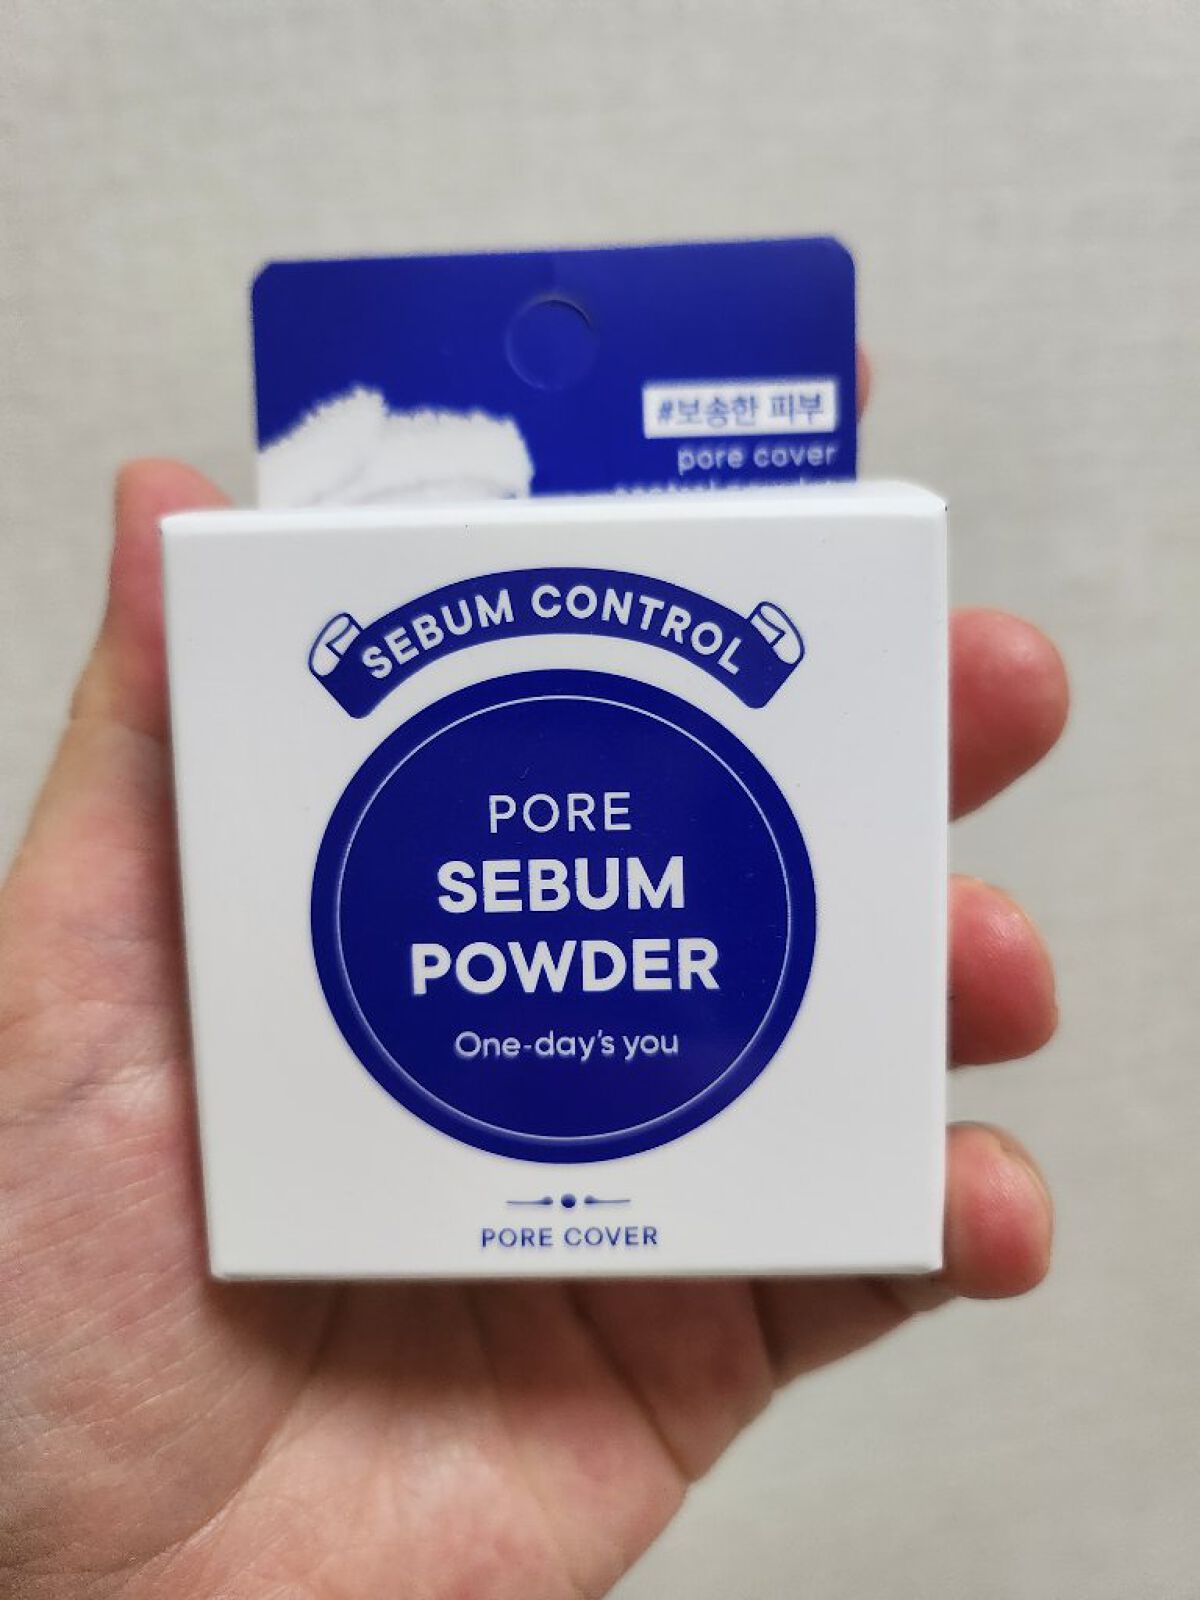 #보송한 피부
pore cover
SEBUM CONTROL
PORE
SEBUM
POWDER
One-day's you
PORE COVER